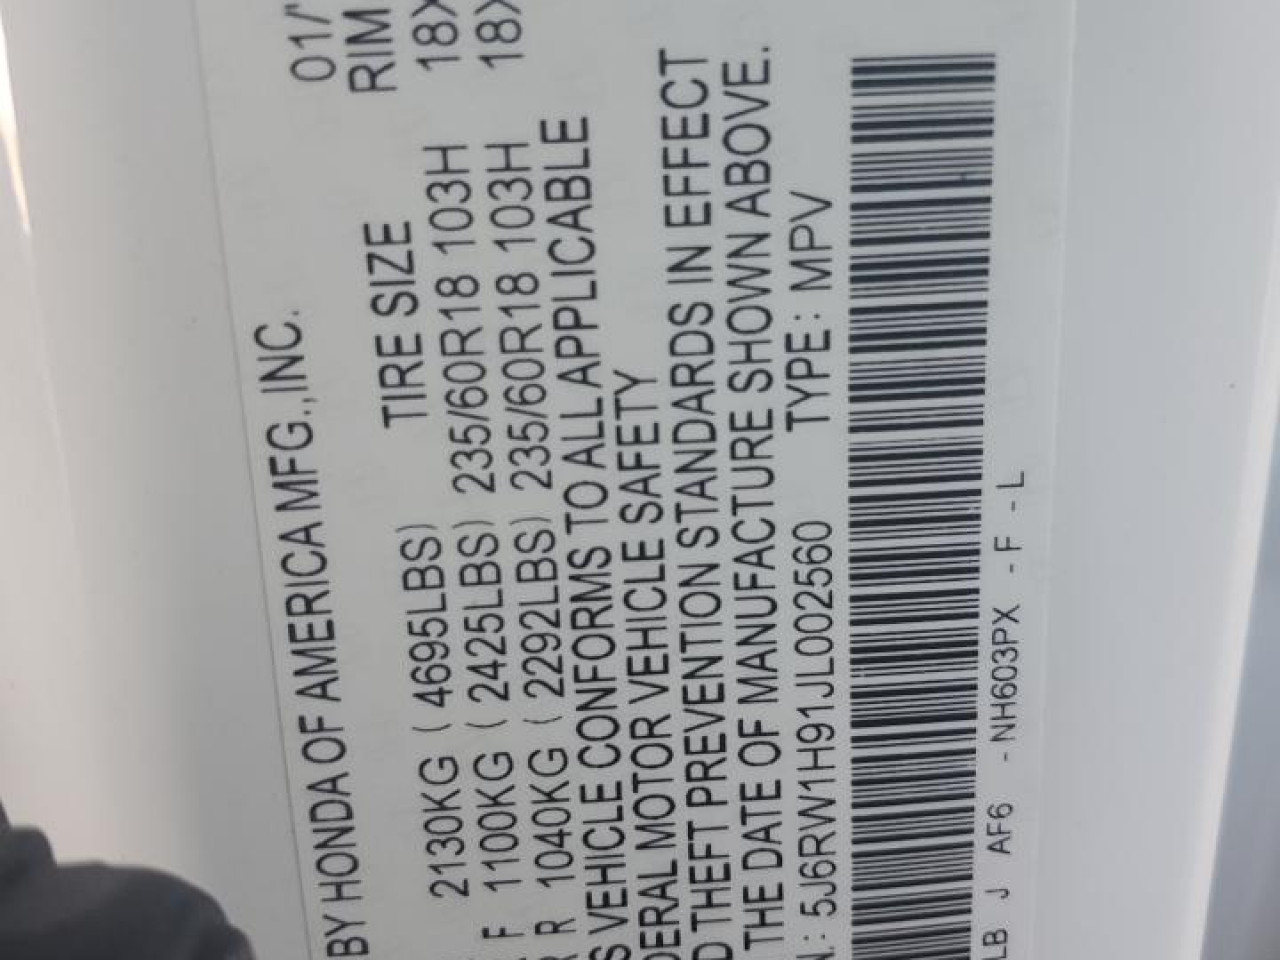 BY HONDA OF AMERICA MFG.,INC. 01/
TIRE SIZE RIM
2130KG ( 4695LBS) 235/60R18 103H 18X
F 1100KG ( 2425LBS) 235/60R18 103H 18X
R 1040KG ( 2292LBS)
S VEHICLE CONFORMS TO ALL APPLICABLE
DERAL MOTOR VEHICLE SAFETY
D THEFT PREVENTION STANDARDS IN EFFECT
THE DATE OF MANUFACTURE SHOWN ABOVE.
N.: 5J6RW1H91JL002560 TYPE: MPV
LB J AF6 - NH603PX - F - L